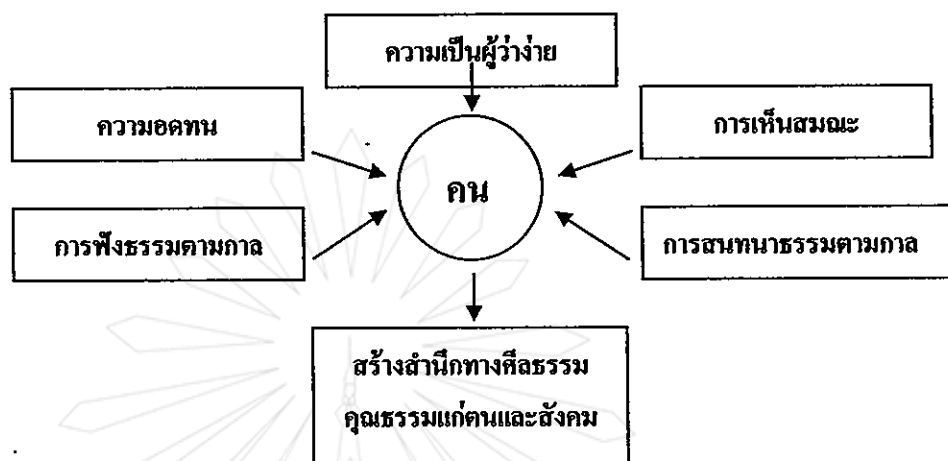 ความเป็นผู้ว่าง่าย
ความอดทน
การเห็นสมณะ
คน
การฟังธรรมตามกาล
การสนทนาธรรมตามกาล
สร้างสำนึกทางศีลธรรม
คุณธรรมแก่ตนและสังคม